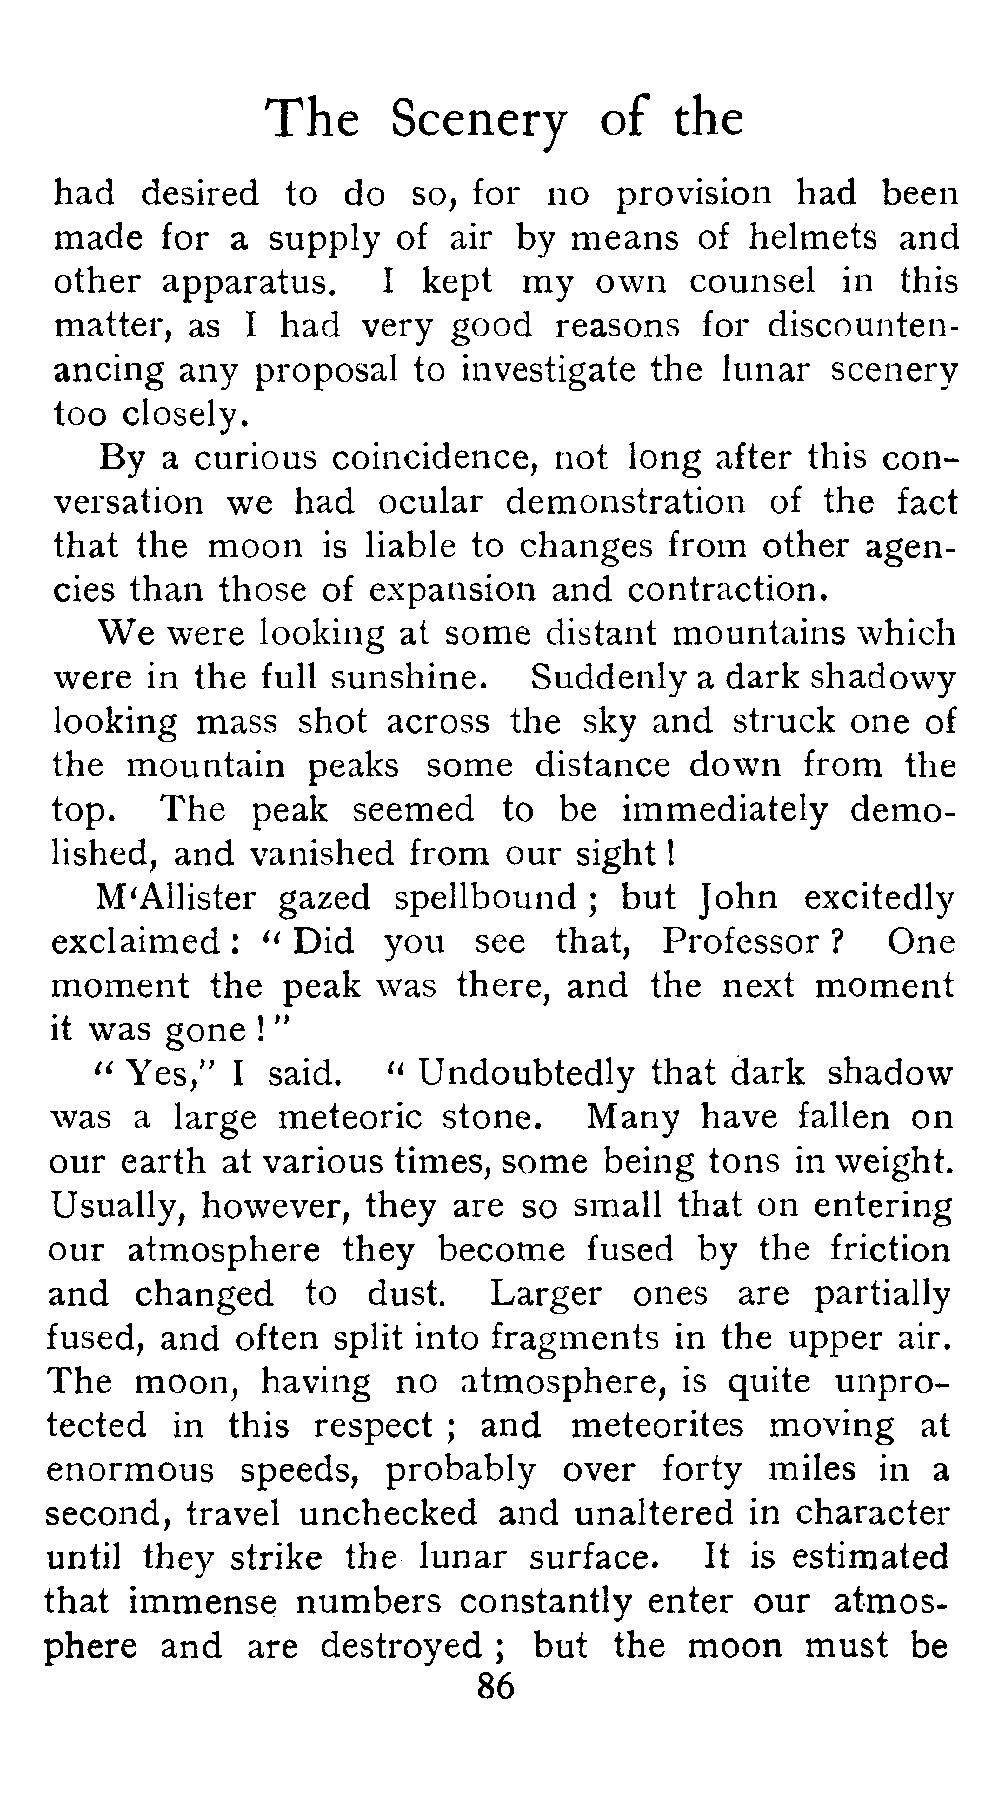 The Scenery of the
had desired to do so, for no provision had been
made for a supply of air by means of helmets and
other apparatus. I kept my own counsel in this
matter, as I had very good reasons for discounten-
ancing any proposal to investigate the lunar scenery
too closely.
By a curious coincidence, not long after this con-
versation we had ocular demonstration of the fact
that the moon is liable to changes from other agen-
cies than those of expansion and contraction.
We were looking at some distant mountains which
were in the full sunshine. Suddenly a dark shadowy
looking mass shot across the sky and struck one of
the mountain peaks some distance down from the
top. The peak seemed to be immediately demo-
lished, and vanished from our sight !
M‘Allister gazed spellbound ; but John excitedly
exclaimed : “ Did you see that, Professor ? One
moment the peak was there, and the next moment
it was gone ! ”
“ Yes,” I said. “ Undoubtedly that dark shadow
was a large meteoric stone. Many have fallen on
our earth at various times, some being tons in weight.
Usually, however, they are so small that on entering
our atmosphere they become fused by the friction
and changed to dust. Larger ones are partially
fused, and often split into fragments in the upper air.
The moon, having no atmosphere, is quite unpro-
tected in this respect ; and meteorites moving at
enormous speeds, probably over forty miles in a
second, travel unchecked and unaltered in character
until they strike the lunar surface. It is estimated
that immense numbers constantly enter our atmos-
phere and are destroyed ; but the moon must be
86